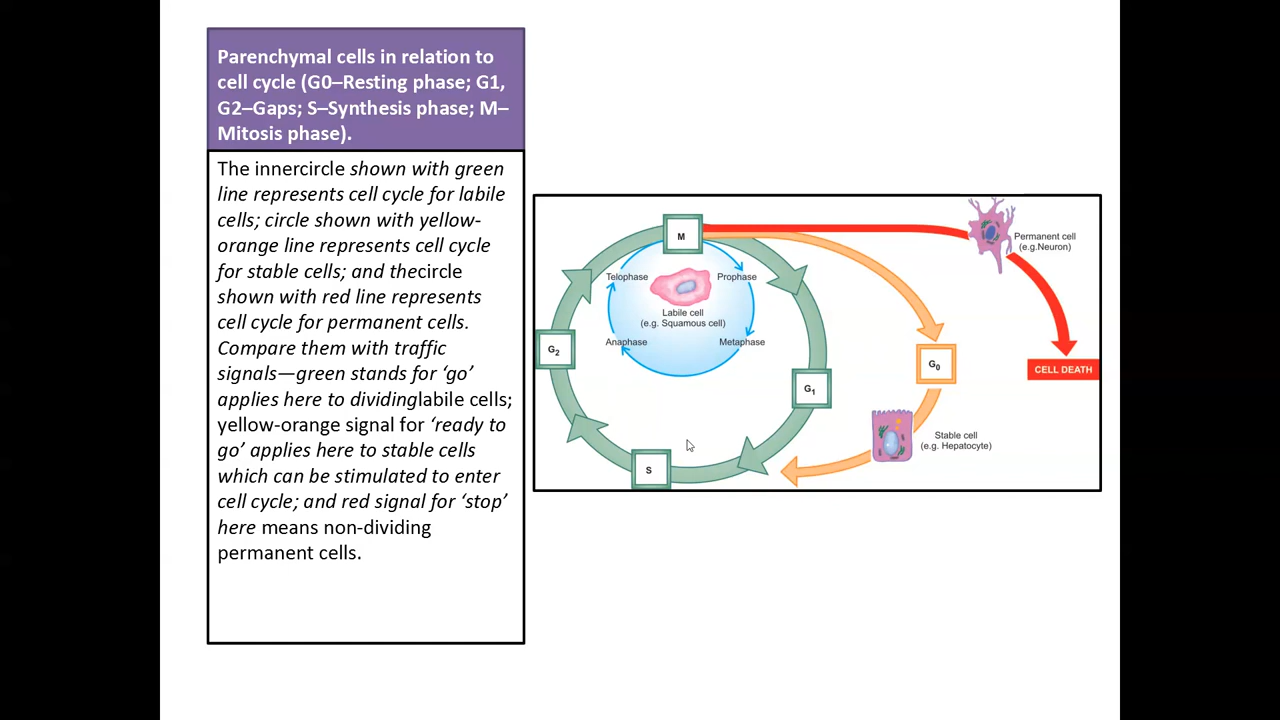 Parenchymal cells in relation to
cell cycle (G0–Resting phase; G1,
G2–Gaps; S–Synthesis phase; M–
Mitosis phase).
The innercircle shown with green
line represents cell cycle for labile
cells; circle shown with yellow-
orange line represents cell cycle
for stable cells; and thecircle
shown with red line represents
cell cycle for permanent cells.
Compare them with traffic
signals—green stands for ‘go’
applies here to dividinglabile cells;
yellow-orange signal for ‘ready to
go’ applies here to stable cells
which can be stimulated to enter
cell cycle; and red signal for ‘stop’
here means non-dividing
permanent cells.
M
Permanent cell
(e.g.Neuron)
Telophase
Prophase
Labile cell
(e.g. Squamous cell)
Anaphase
Metaphase
G₂
G₀
CELL DEATH
G₁
Stable cell
(e.g. Hepatocyte)
S